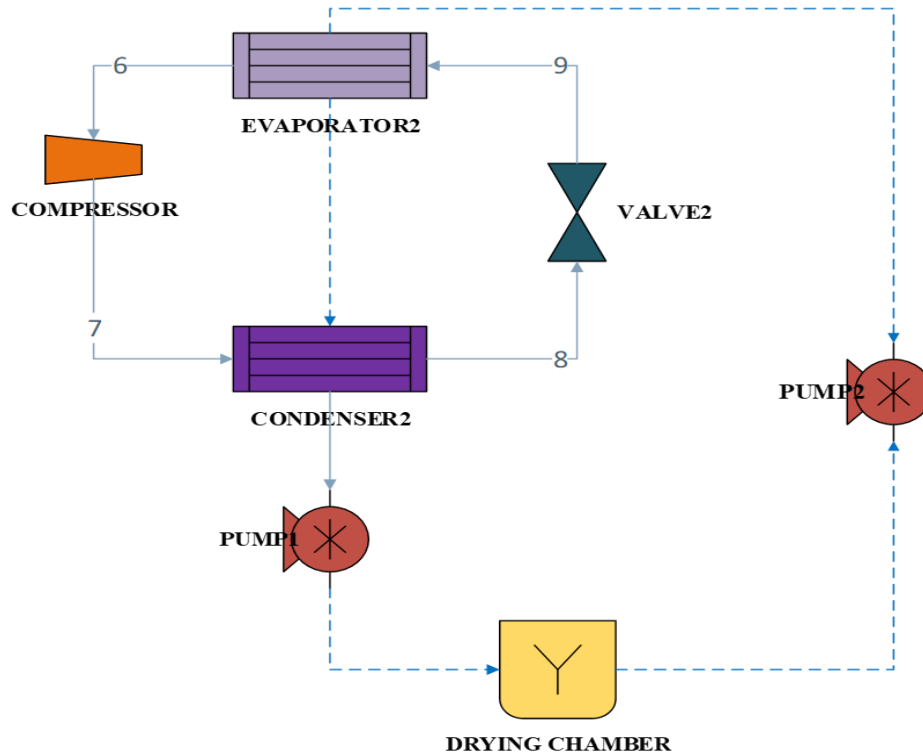 6
9
EVAPORATOR2
COMPRESSOR
VALVE2
7
8
CONDENSER2
PUMP2
PUMP1
DRYING CHAMBER